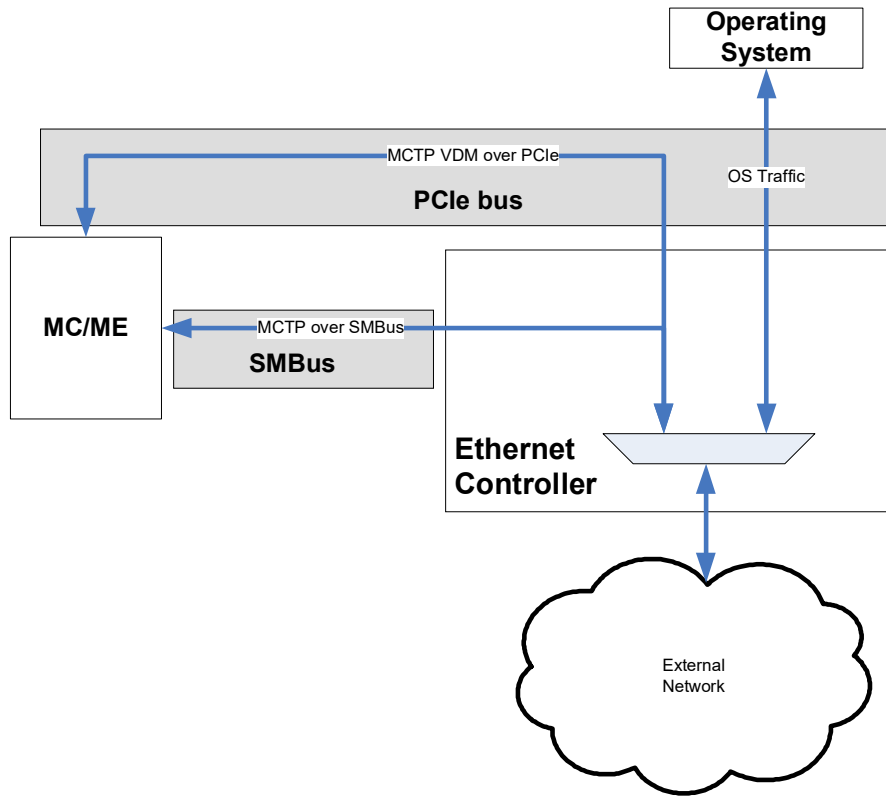 Operating
System
MCTP VDM over PCIe
OS Traffic
PCIe bus
MC/ME
MCTP over SMBus
SMBus
Ethernet
Controller
External
Network